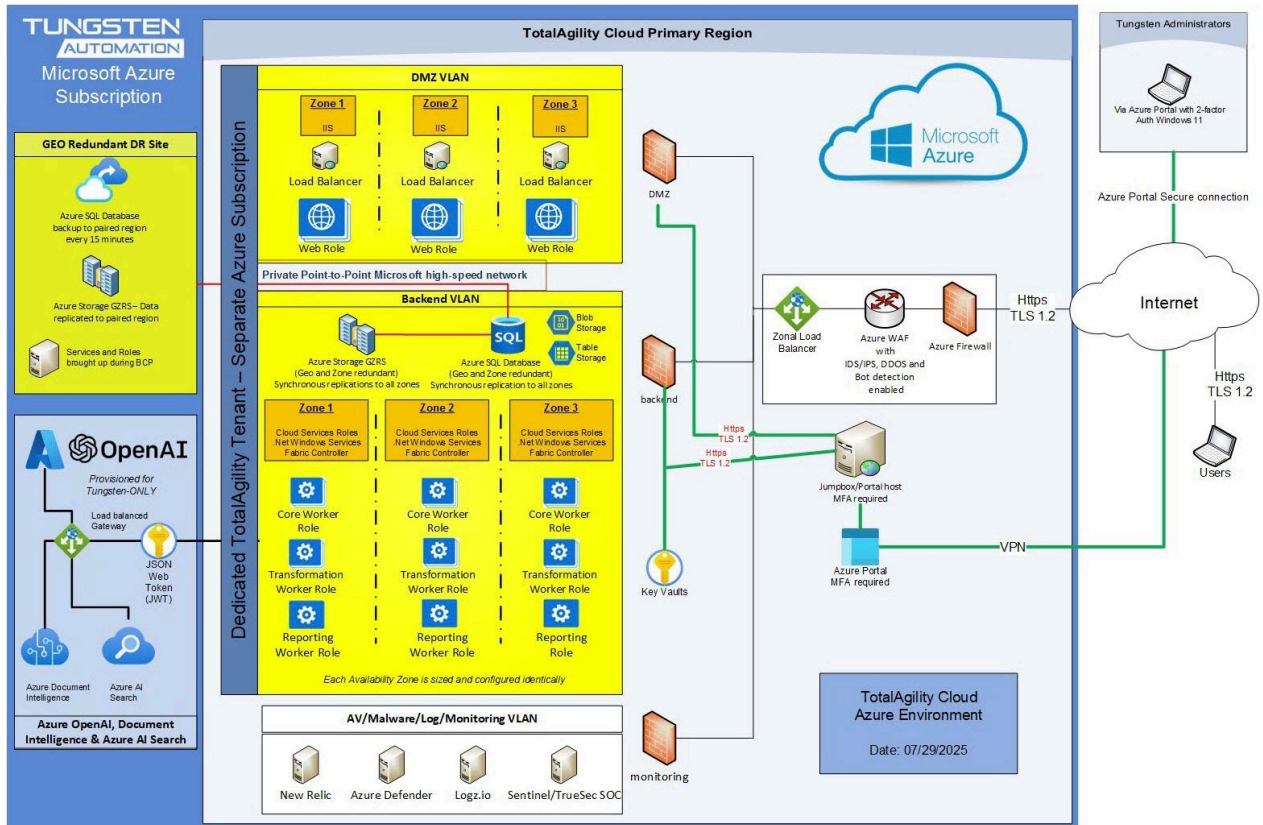 TUNGSTEN
AUTOMATION
Microsoft Azure
Subscription
GEO Redundant DR Site
Azure SQL Database
backup to paired region
every 15 minutes
Azure Storage GZRS – Data
replicated to paired region
Services and Roles
brought up during BCP
OpenAI
Provisioned for
Tungsten-ONLY
Load balanced
Gateway
JSON
Web
Token
(JWT)
Azure Document
Intelligence
Azure AI
Search
Azure OpenAI, Document
Intelligence & Azure AI Search
TotalAgility Cloud Primary Region
Dedicated TotalAgility Tenant – Separate Azure Subscription
DMZ VLAN
Zone 1
IIS
Load Balancer
Web Role
Zone 2
IIS
Load Balancer
Web Role
Zone 3
IIS
Load Balancer
Web Role
Private Point-to-Point Microsoft high-speed network
Backend VLAN
Azure Storage GZRS
(Geo and Zone redundant)
Synchronous replications to all zones
SQL
Azure SQL Database
(Geo and Zone redundant)
Synchronous replication to all zones
10
01
Blob
Storage
Table
Storage
Zone 1
Cloud Services Roles
.Net Windows Services
Fabric Controller
Core Worker
Role
Transformation
Worker Role
Reporting
Worker Role
Zone 2
Cloud Services Roles
.Net Windows Services
Fabric Controller
Core Worker
Role
Transformation
Worker Role
Reporting
Worker Role
Zone 3
Cloud Services Roles
.Net Windows Services
Fabric Controller
Core Worker
Role
Transformation
Worker Role
Reporting
Role
Each Availability Zone is sized and configured identically
AV/Malware/Log/Monitoring VLAN
New Relic
Azure Defender
Logz.io
Sentinel/TrueSec SOC
DMZ
backend
Key Vaults
monitoring
Microsoft
Azure
Zonal Load
Balancer
Azure WAF
with
IDS/IPS, DDOS and
Bot detection
enabled
Azure Firewall
Https
TLS 1.2
Https
TLS 1.2
Jumpbox/Portal host
MFA required
Azure Portal
MFA required
VPN
TotalAgility Cloud
Azure Environment
Date: 07/29/2025
Tungsten Administrators
Via Azure Portal with 2-factor
Auth Windows 11
Azure Portal Secure connection
Https
TLS 1.2
Internet
Https
TLS 1.2
Users